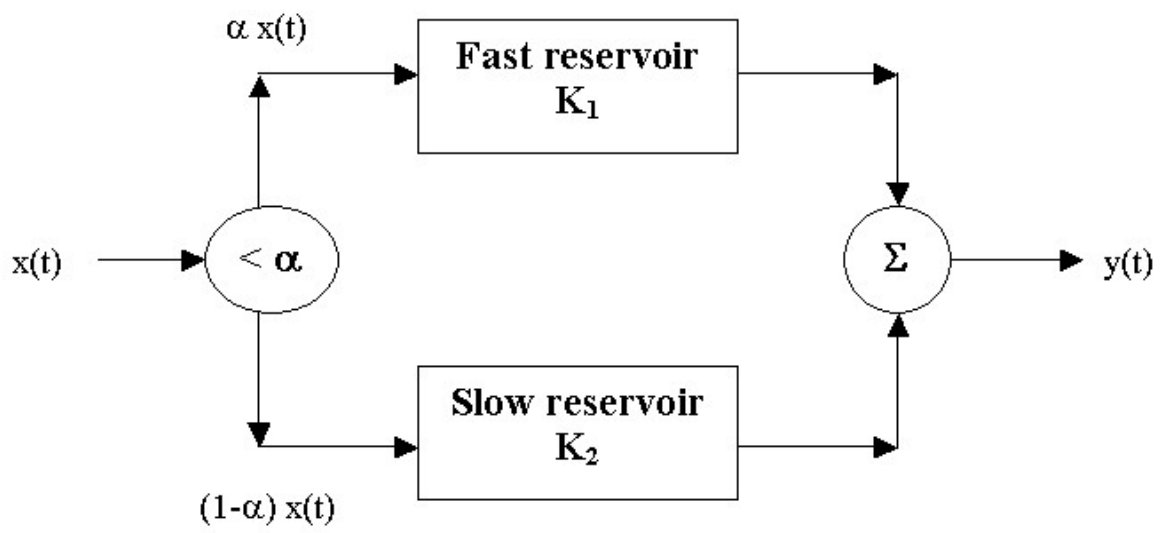 α x(t)
Fast reservoir
K₁
x(t)
< α
Σ
y(t)
Slow reservoir
K₂
(1-α) x(t)